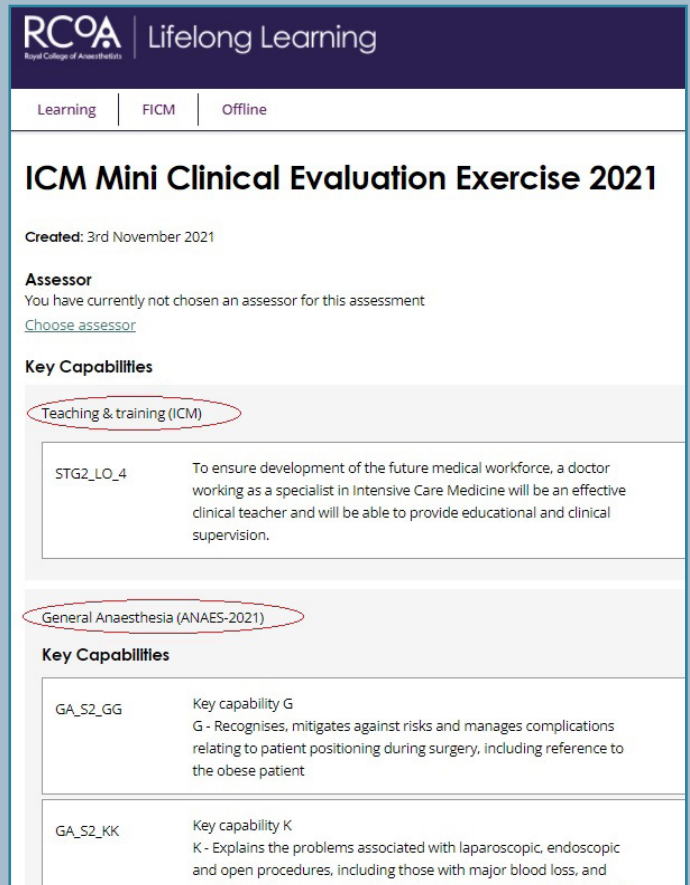 RCOA | Lifelong Learning
Royal College of Anaesthetists
Learning FICM Offline
ICM Mini Clinical Evaluation Exercise 2021
Created: 3rd November 2021
Assessor
You have currently not chosen an assessor for this assessment
Choose assessor
Key Capabilities
Teaching & training (ICM)
STG2_LO_4 To ensure development of the future medical workforce, a doctor
working as a specialist in Intensive Care Medicine will be an effective
clinical teacher and will be able to provide educational and clinical
supervision.
General Anaesthesia (ANAES-2021)
Key Capabilities
GA_S2_GG Key capability G
G - Recognises, mitigates against risks and manages complications
relating to patient positioning during surgery, including reference to
the obese patient
GA_S2_KK Key capability K
K - Explains the problems associated with laparoscopic, endoscopic
and open procedures, including those with major blood loss, and